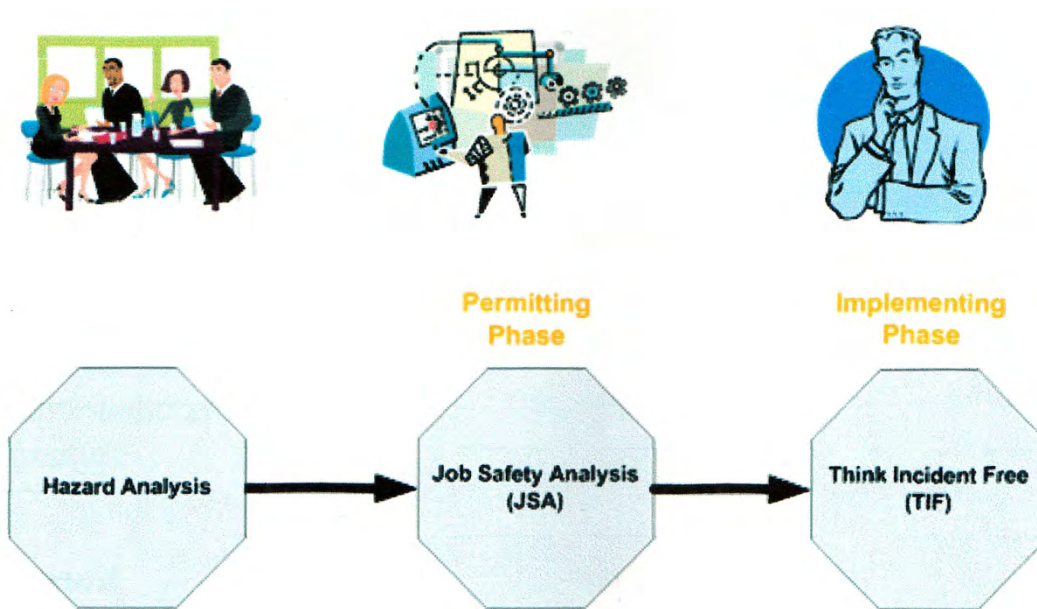 Permitting
Phase
Implementing
Phase
Hazard Analysis
Job Safety Analysis
(JSA)
Think Incident Free
(TIF)